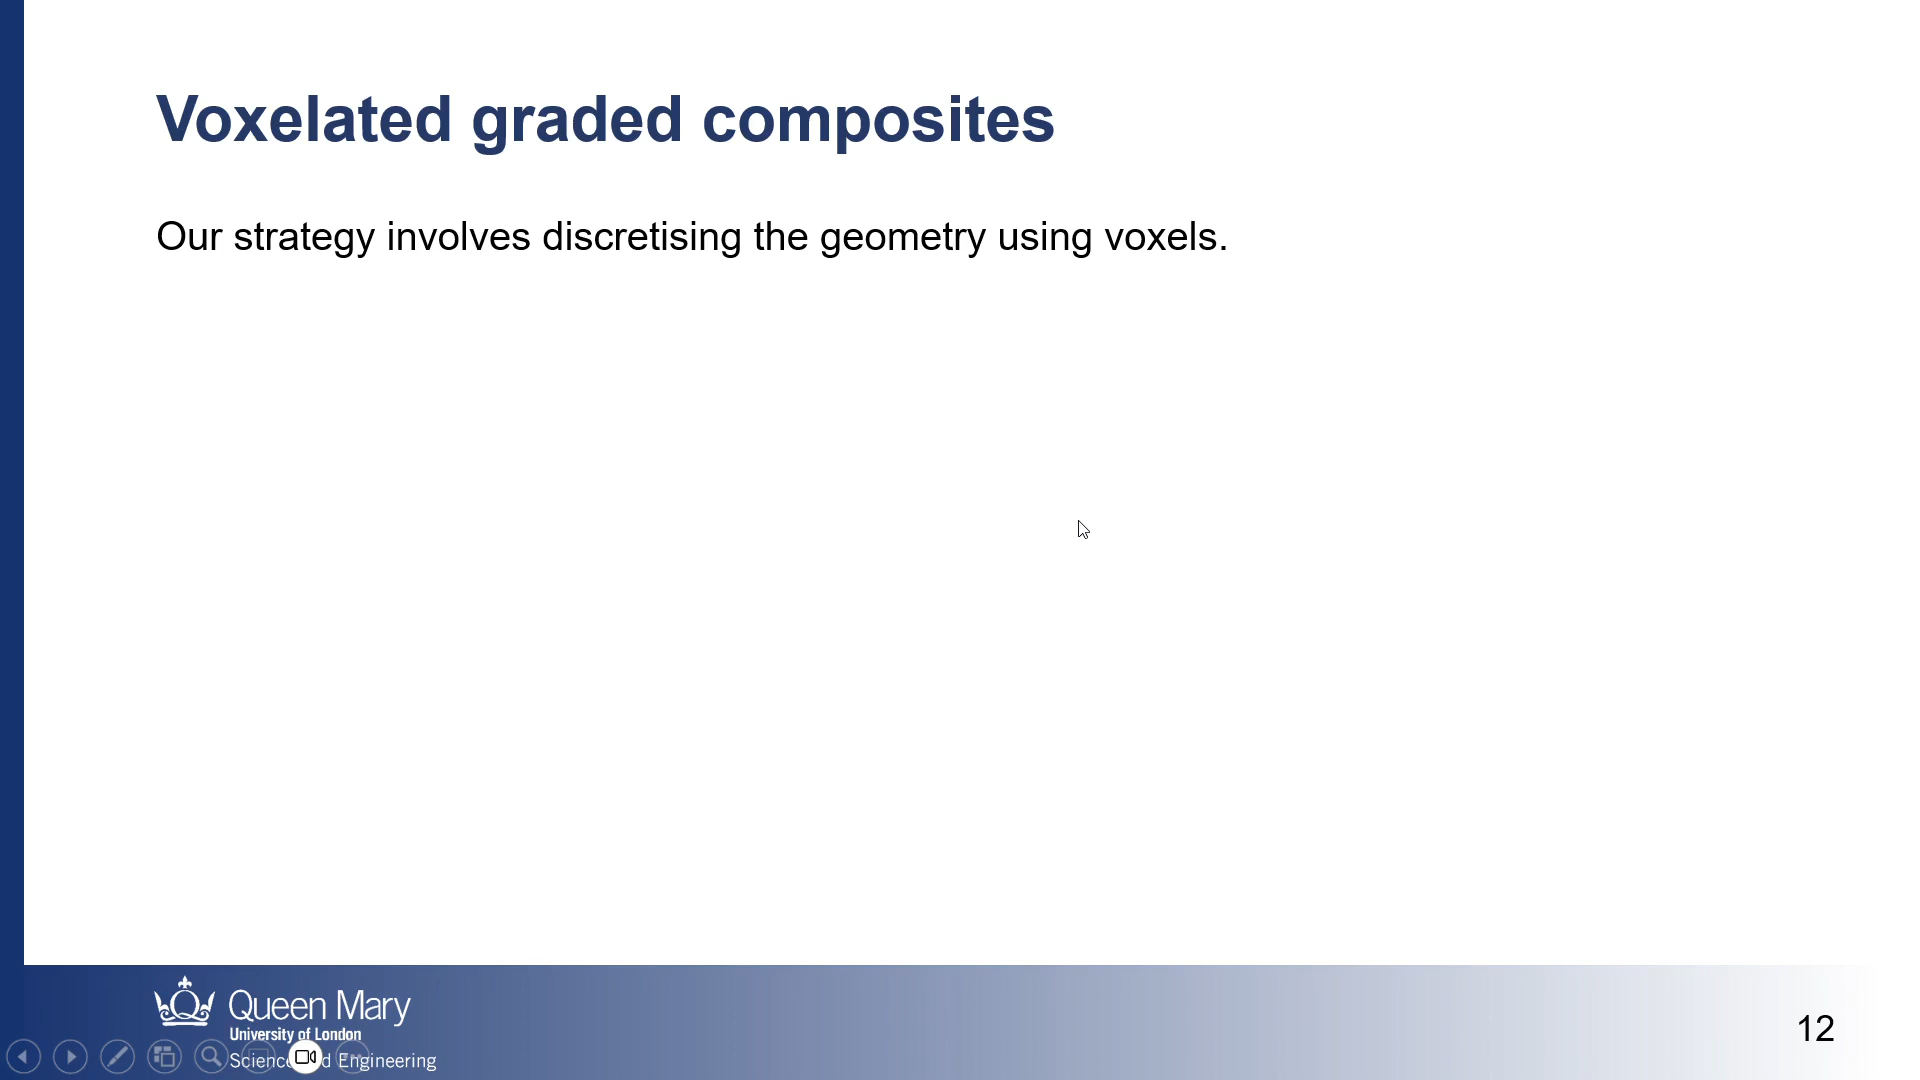 Voxelated graded composites
Our strategy involves discretising the geometry using voxels.
Queen Mary
University of London
Science d Engineering
12